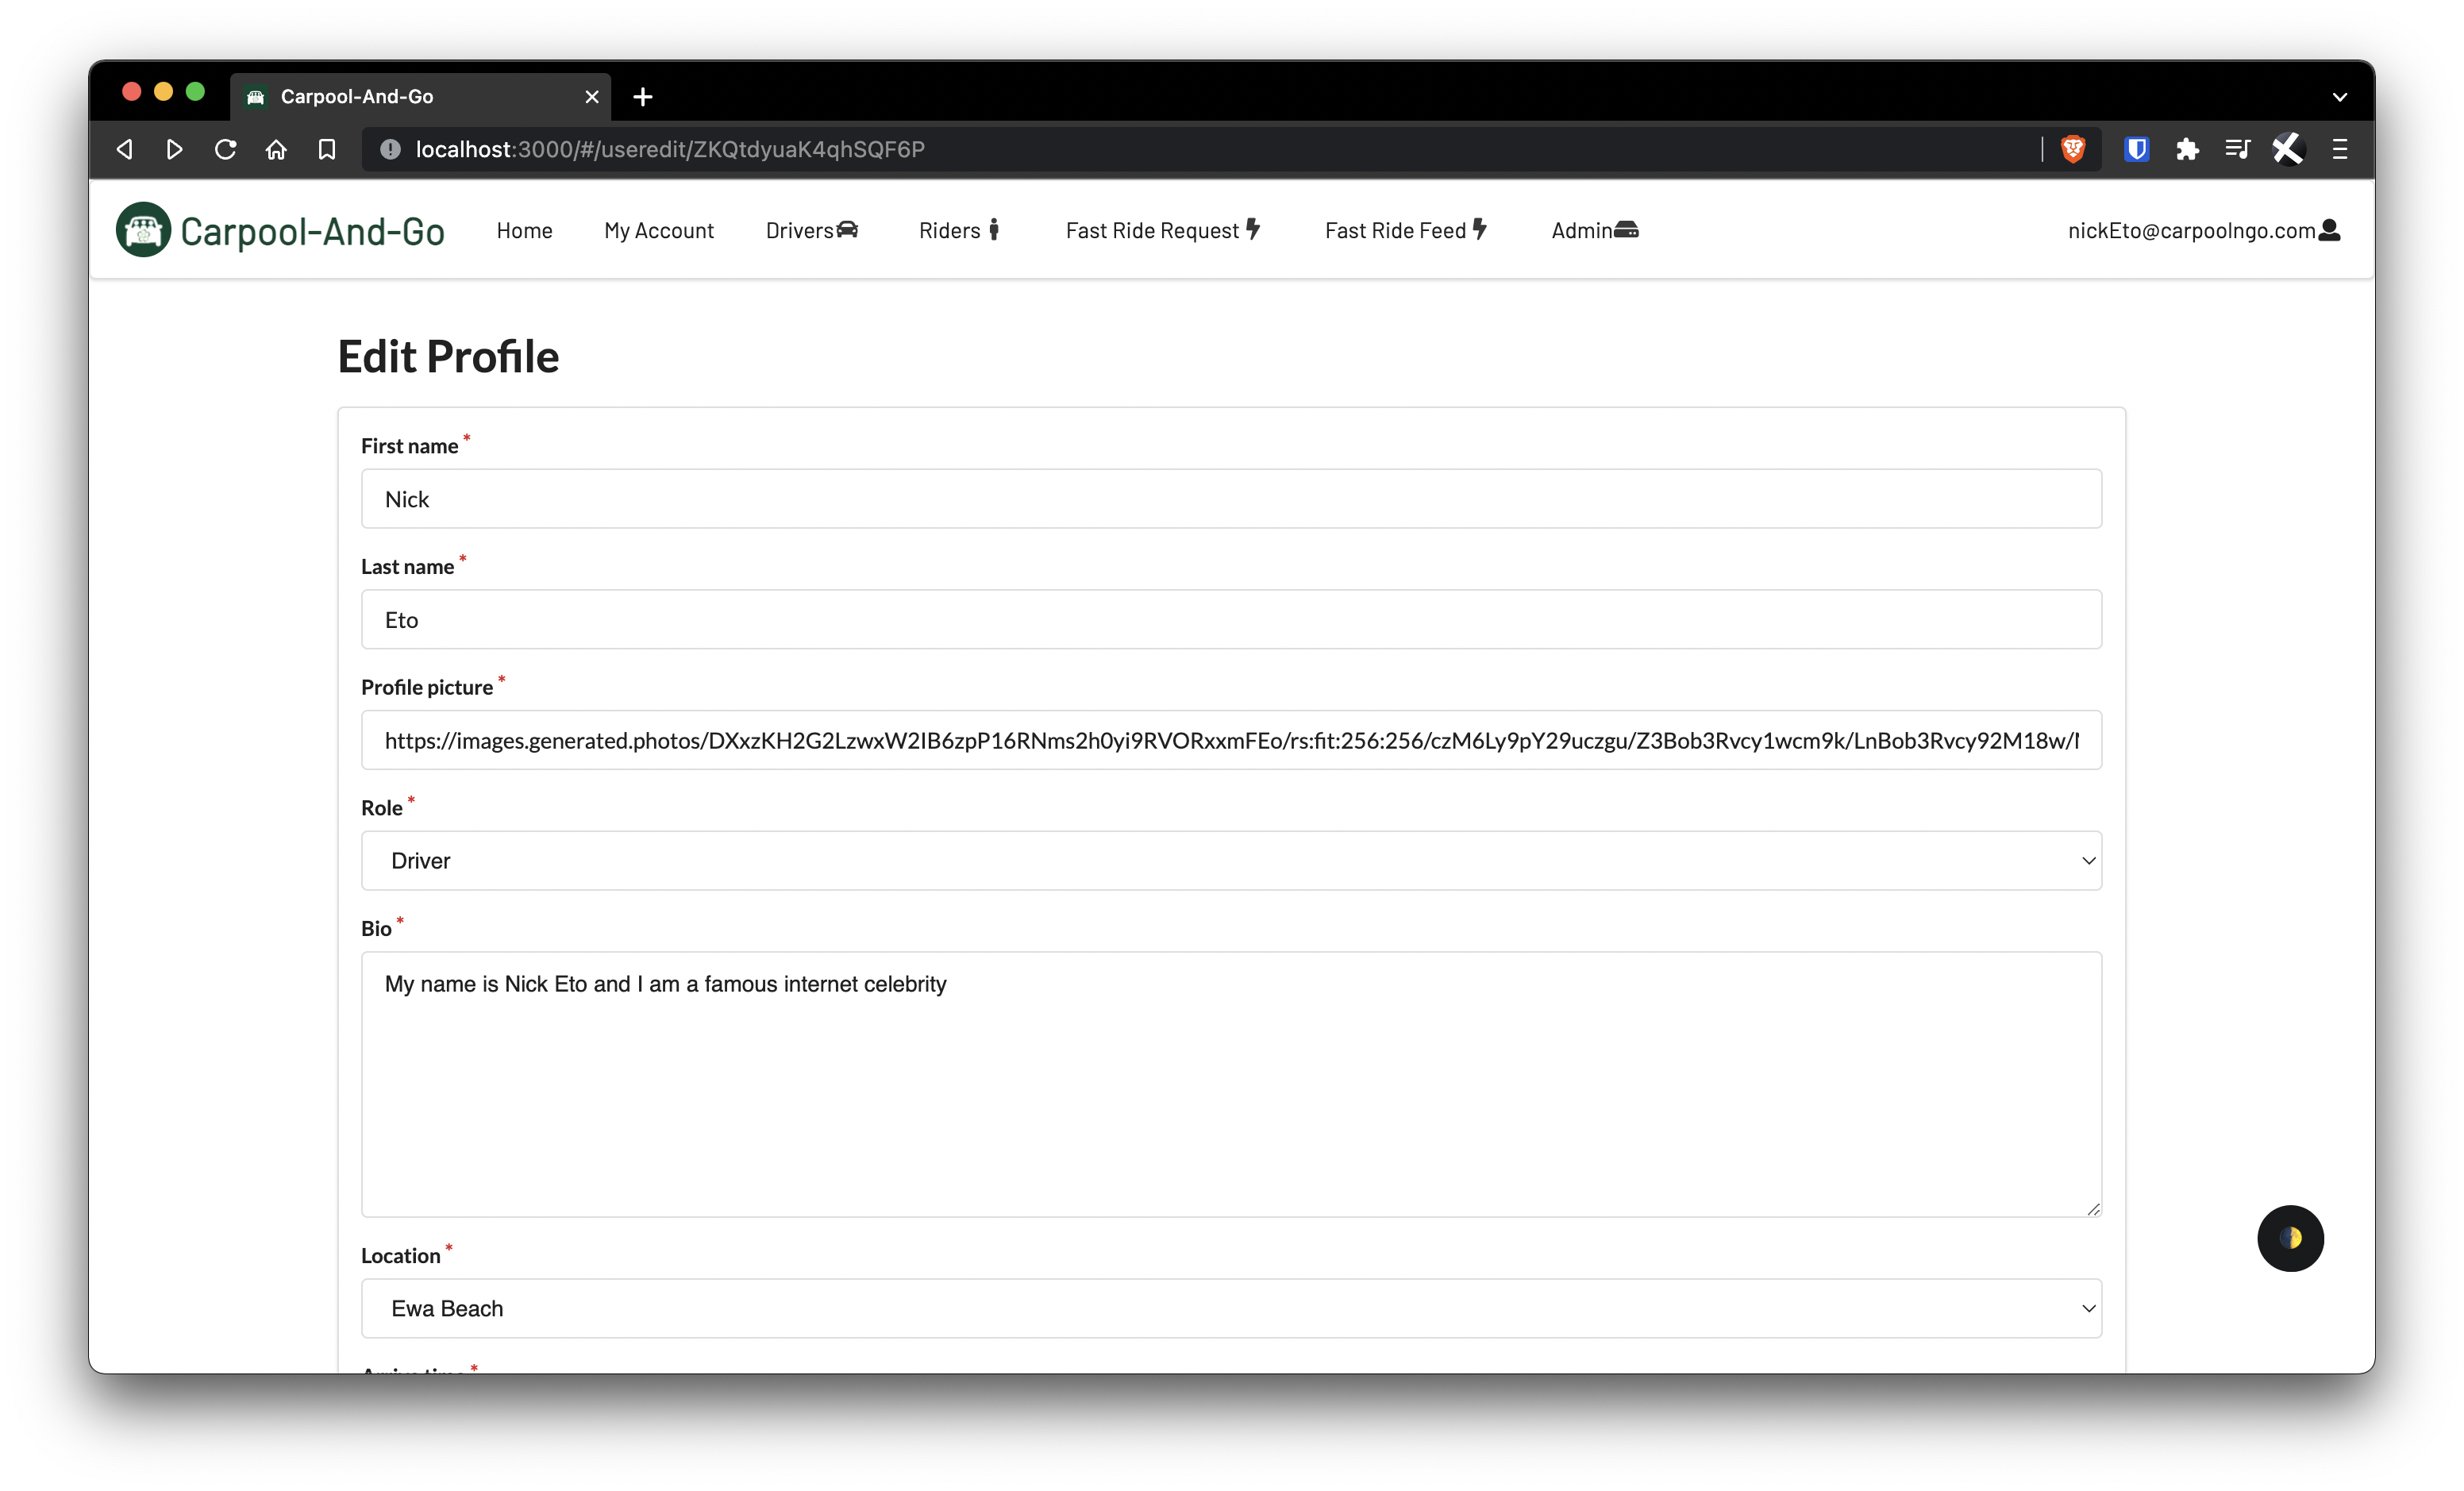 Carpool-And-Go
localhost:3000/#/useredit/ZKQtdyuaK4qhSQF6P
Carpool-And-Go Home My Account Drivers Riders Fast Ride Request Fast Ride Feed Admin nickEto@carpoolngo.com
Edit Profile
First name *
Nick
Last name *
Eto
Profile picture *
https://images.generated.photos/DXxzKH2G2LzwxW2IB6zpP16RNms2h0yi9RVORxxmFEo/rs:fit:256:256/czM6Ly9pY29uczgu/Z3Bob3Rvcy1wcm9k/LnBob3Rvcy92M18w/
Role *
Driver
Bio *
My name is Nick Eto and I am a famous internet celebrity
Location *
Ewa Beach
Arrive time *